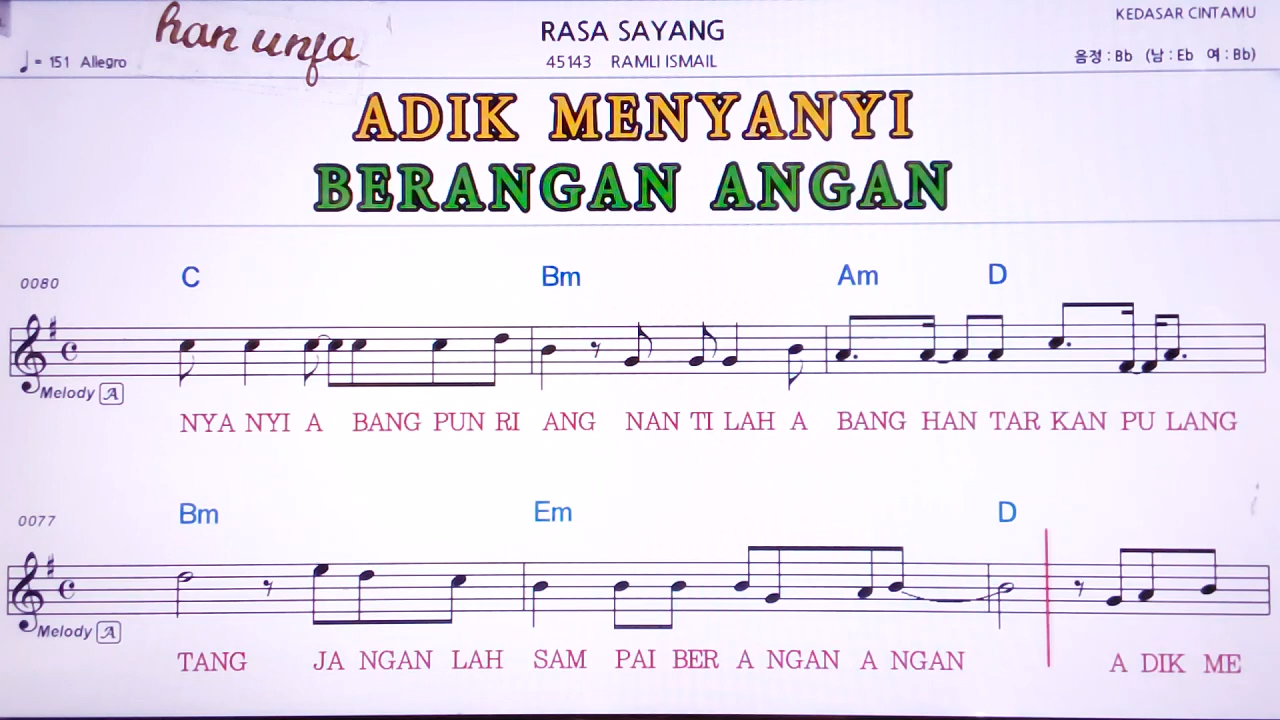 han unfa
RASA SAYANG
KEDASAR CINTAMU
♩ = 151 Allegro
45143 RAMLI ISMAIL
음정 : Bb (남 : Eb 여 : Bb)
ADIK MENYANYI
BERANGAN ANGAN
0080
C Bm Am D
Melody A
NYA NYI A BANG PUN RI ANG NAN TI LAH A BANG HAN TAR KAN PU LANG
0077
Bm Em D
Melody A
TANG JA NGAN LAH SAM PAI BER A NGAN A NGAN A DIK ME